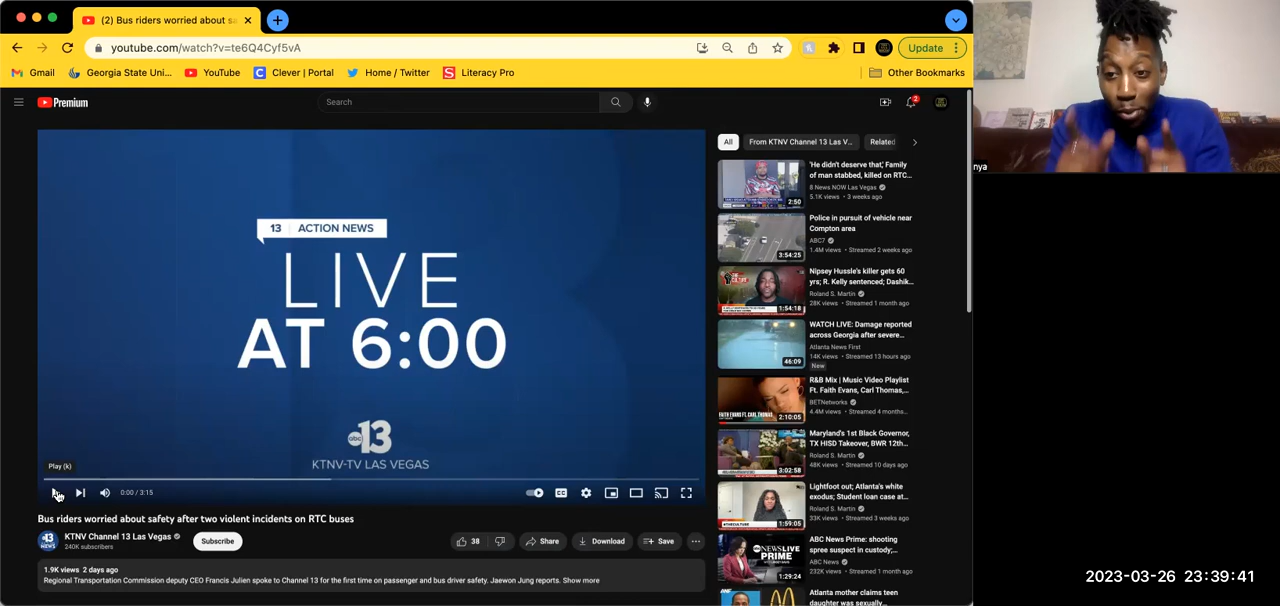 (2) Bus riders worried about sa
youtube.com/watch?v=te6Q4Cyf5vA
Update
Gmail
Georgia State Uni...
YouTube
Clever | Portal
Home / Twitter
Literacy Pro
Other Bookmarks
Premium
Search
2
13 ACTION NEWS
LIVE
AT 6:00
abc 13
KTNV-TV LAS VEGAS
Play (k)
0:00 / 3:15
Bus riders worried about safety after two violent incidents on RTC buses
KTNV Channel 13 Las Vegas
240K subscribers
Subscribe
38
Share
Download
Save
1.9K views 2 days ago
Regional Transportation Commission deputy CEO Francis Julien spoke to Channel 13 for the first time on passenger and bus driver safety. Jaewon Jung reports. Show more
All
From KTNV Channel 13 Las V...
Related
2:50
'He didn't deserve that,' Family
of man stabbed, killed on RTC...
8 News NOW Las Vegas
5.1K views • 3 weeks ago
3:54:25
Police in pursuit of vehicle near
Compton area
ABC7
1.4M views • Streamed 2 weeks ago
1:54:18
Nipsey Hussle's killer gets 60
yrs; R. Kelly sentenced; Dashik...
Roland S. Martin
28K views • Streamed 1 month ago
46:09
WATCH LIVE: Damage reported
across Georgia after severe...
Atlanta News First
14K views • Streamed 13 hours ago
New
FAITH EVANS FT. CARL THOMAS
2:10:05
R&B Mix | Music Video Playlist
Ft. Faith Evans, Carl Thomas,...
BETNetworks
4.4M views • Streamed 4 months...
3:02:58
Maryland's 1st Black Governor,
TX HISD Takeover, BWR 12th...
Roland S. Martin
48K views • Streamed 10 days ago
1:59:05
Lightfoot out; Atlanta's white
exodus; Student loan case at...
Roland S. Martin
33K views • Streamed 3 weeks ago
NEWSLIVE
PRIME
1:29:24
ABC News Prime: shooting
spree suspect in custody;...
ABC News
232K views • Streamed 1 month ago
Atlanta mother claims teen
daughter was sexually...
nya
2023-03-26 23:39:41